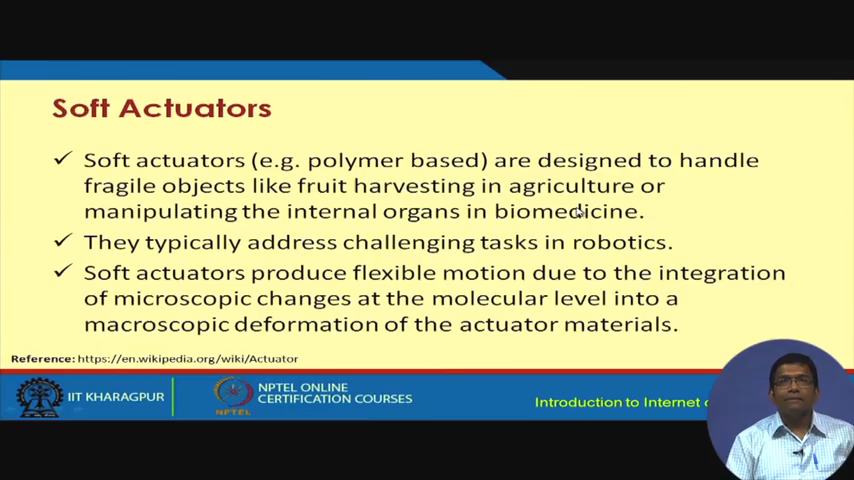 Soft Actuators
✓ Soft actuators (e.g. polymer based) are designed to handle
fragile objects like fruit harvesting in agriculture or
manipulating the internal organs in biomedicine.
✓ They typically address challenging tasks in robotics.
✓ Soft actuators produce flexible motion due to the integration
of microscopic changes at the molecular level into a
macroscopic deformation of the actuator materials.
Reference: https://en.wikipedia.org/wiki/Actuator
IIT KHARAGPUR
NPTEL
NPTEL ONLINE
CERTIFICATION COURSES
Introduction to Internet